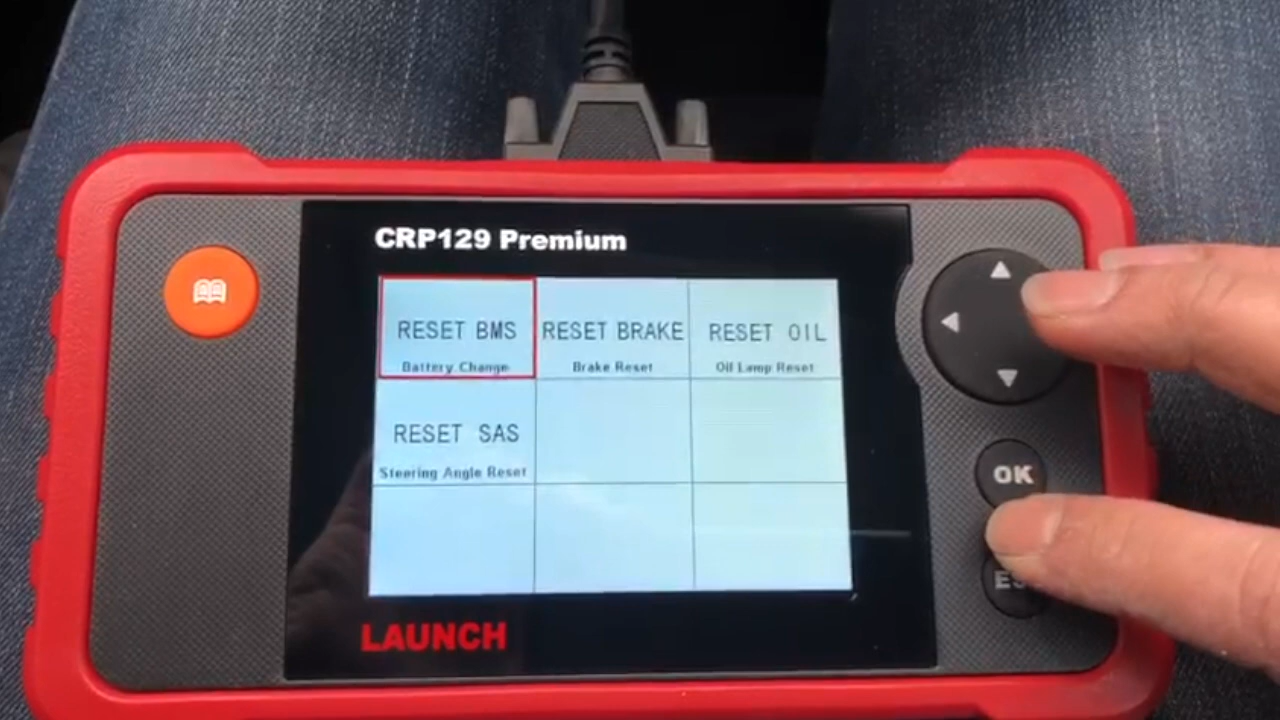 CRP129 Premium
RESET BMS
Battery Change
RESET BRAKE
Brake Reset
RESET OIL
Oil Lamp Reset
RESET SAS
Steering Angle Reset
OK
LAUNCH